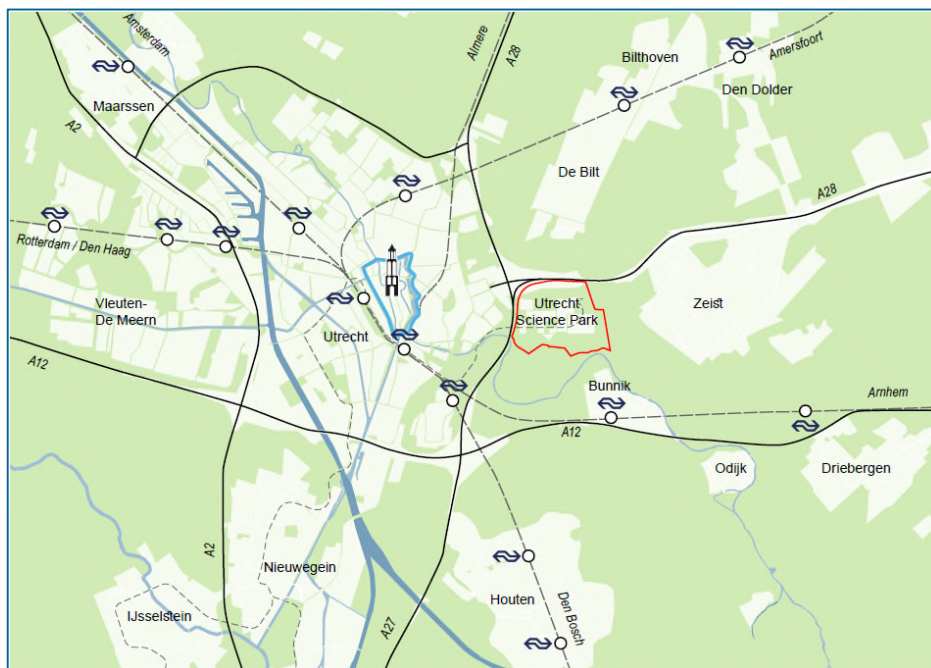 Amsterdam
Almere
A28
Bilthoven
Amersfoort
Den Dolder
Maarssen
A2
De Bilt
A28
Rotterdam / Den Haag
Vleuten-
De Meern
Utrecht
Utrecht
Science Park
Zeist
A12
Bunnik
Arnhem
A12
Odijk
Driebergen
A2
Nieuwegein
Houten
Den Bosch
IJsselstein
A27